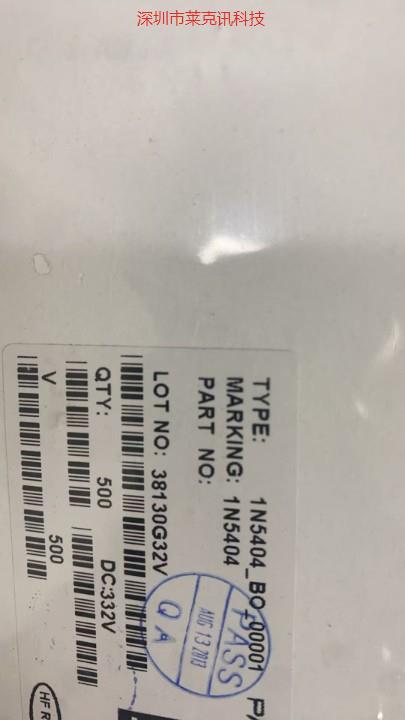 深圳市莱克讯科技
TYPE: 1N5404_BO_00001
MARKING: 1N5404
PART NO:
LOT NO: 38130G32V
QTY: 500 DC:332V
V 500
PASS
AUG 13 2013
QA
HF R